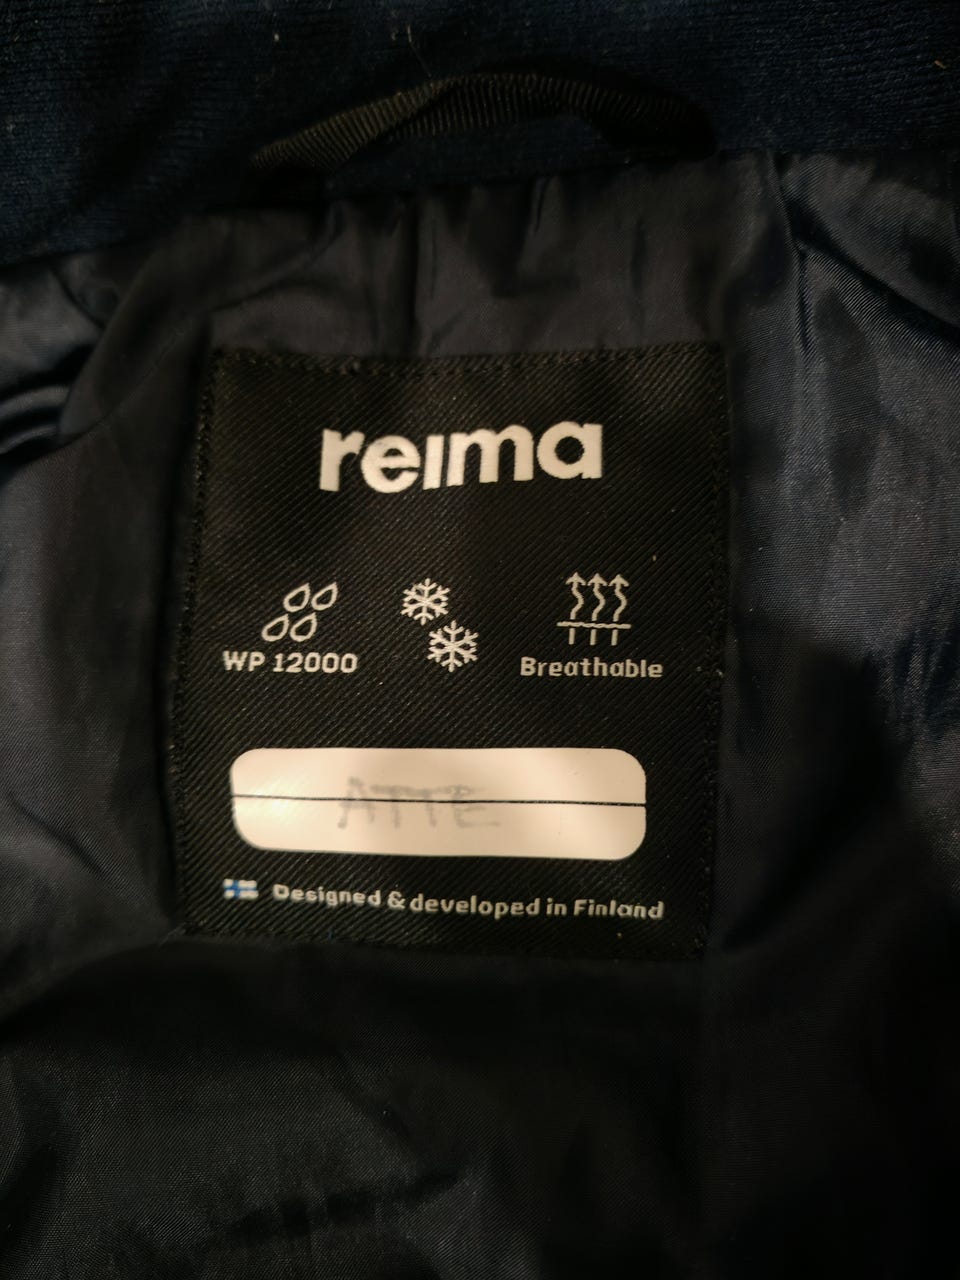 reima
WP 12000
Breathable
ATTE
Designed & developed in Finland